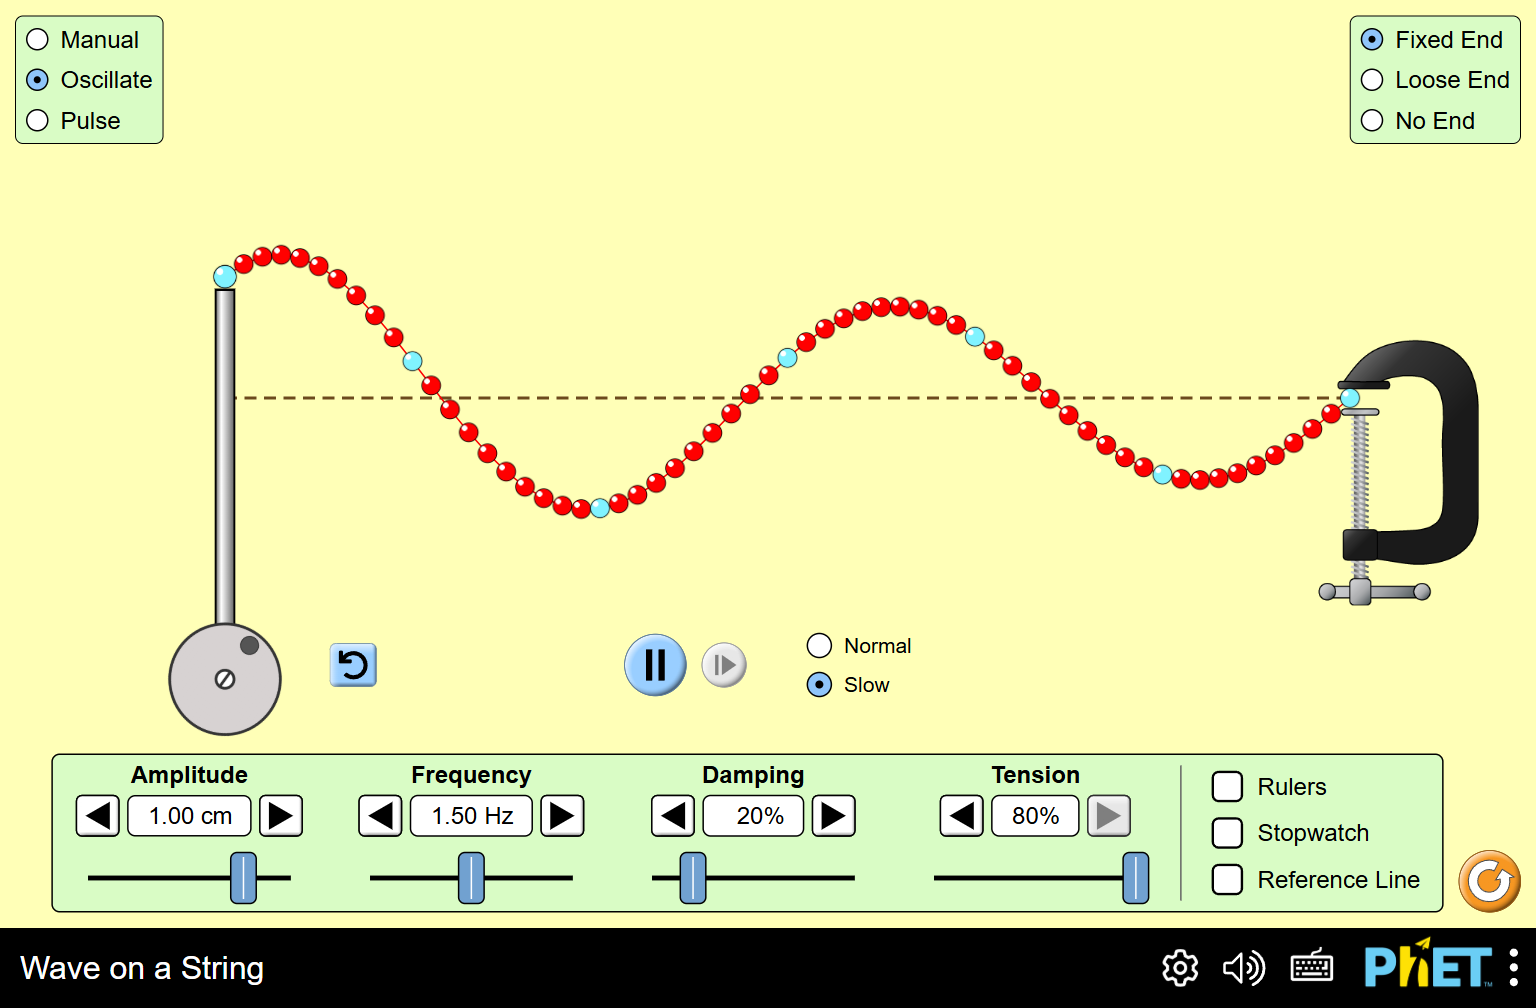 Manual
Oscillate
Pulse
Fixed End
Loose End
No End
Normal
Slow
Amplitude
1.00 cm
Frequency
1.50 Hz
Damping
20%
Tension
80%
Rulers
Stopwatch
Reference Line
Wave on a String
PhET